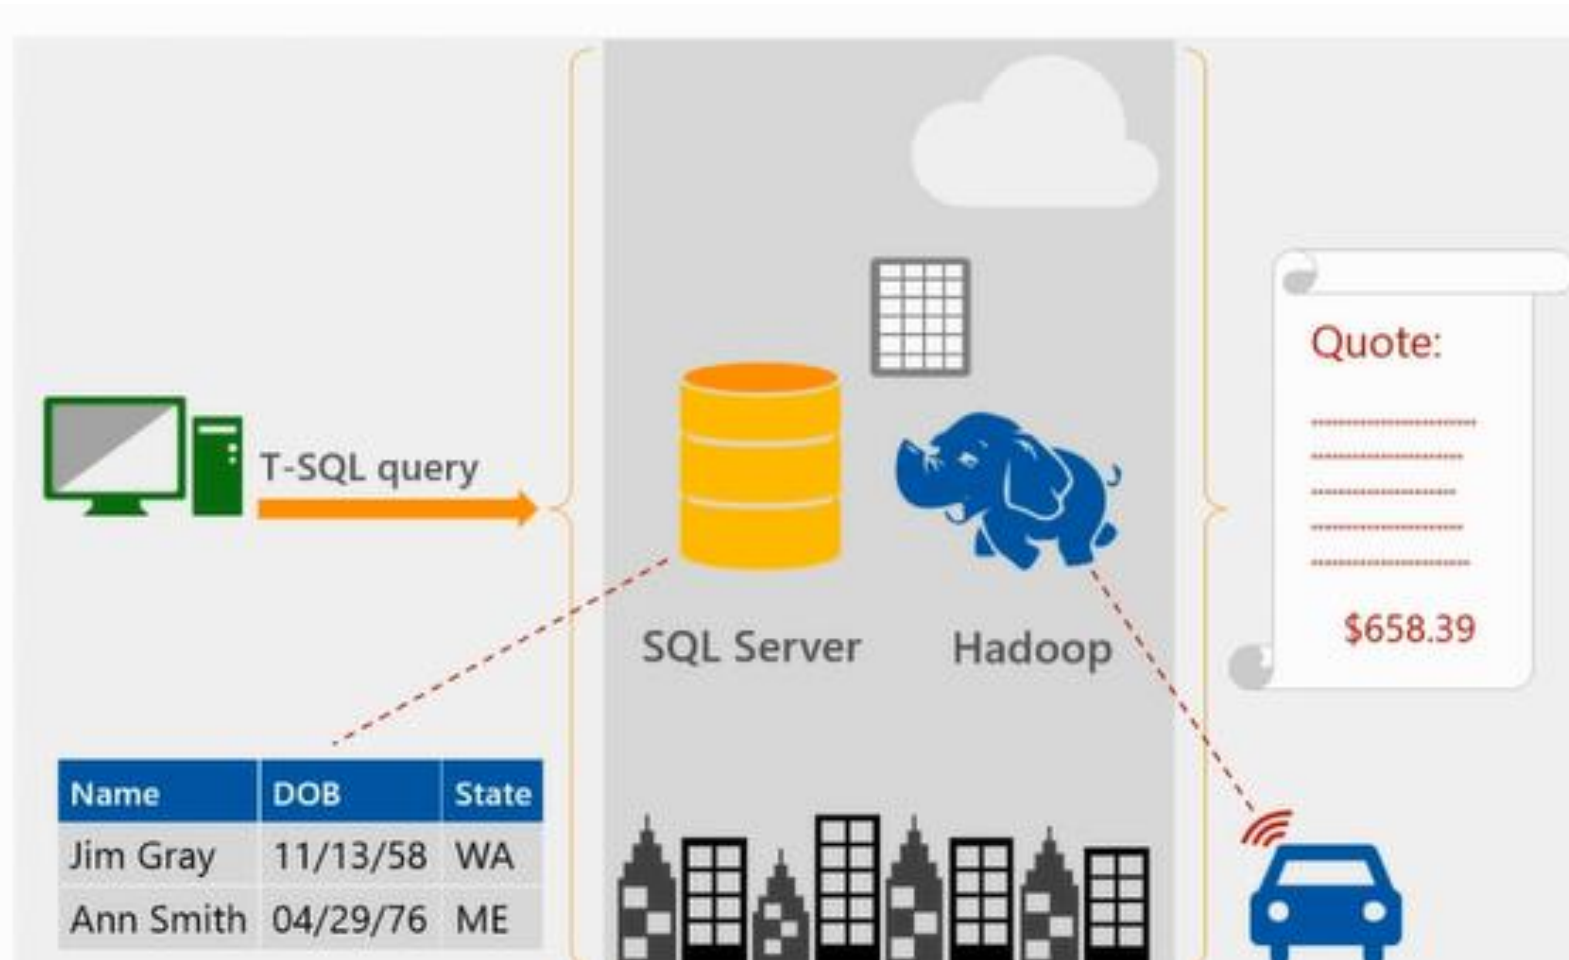 T-SQL query
SQL Server
Hadoop
Quote:
$658.39
Name DOB State
Jim Gray 11/13/58 WA
Ann Smith 04/29/76 ME